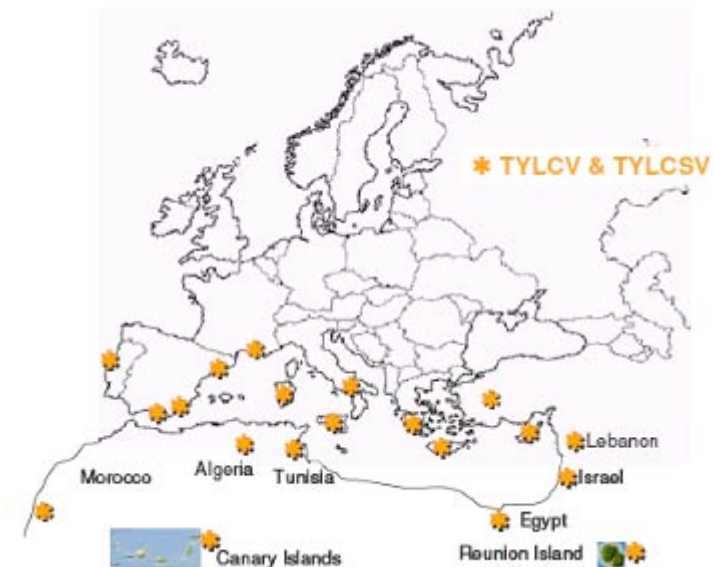 * TYLCV & TYLCSV
Lebanon
Morocco
Algeria
Tunisia
Israel
Egypt
Canary Islands
Reunion Island